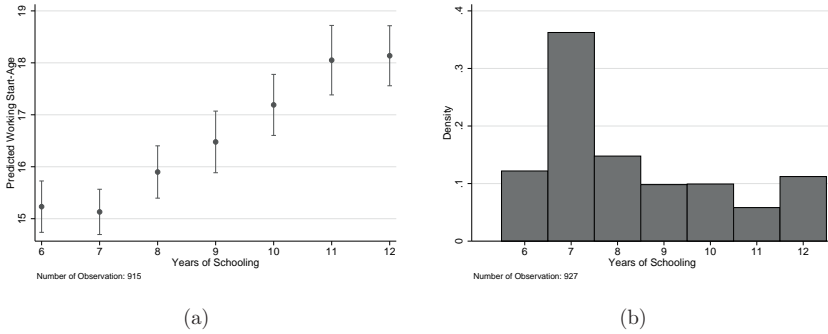 Predicted Working Start-Age
19
18
17
16
15
6 7 8 9 10 11 12
Years of Schooling
Number of Observation: 915
(a)
Density
.4
.3
.2
.1
0
6 7 8 9 10 11 12
Years of Schooling
Number of Observation: 927
(b)